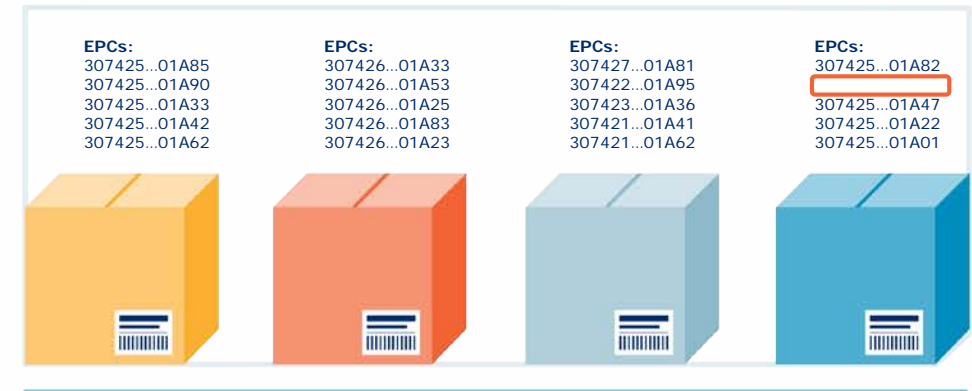 EPCs:
307425...01A85
307425...01A90
307425...01A33
307425...01A42
307425...01A62
EPCs:
307426...01A33
307426...01A53
307426...01A25
307426...01A83
307426...01A23
EPCs:
307427...01A81
307422...01A95
307423...01A36
307421...01A41
307421...01A62
EPCs:
307425...01A82
307425...01A47
307425...01A22
307425...01A01